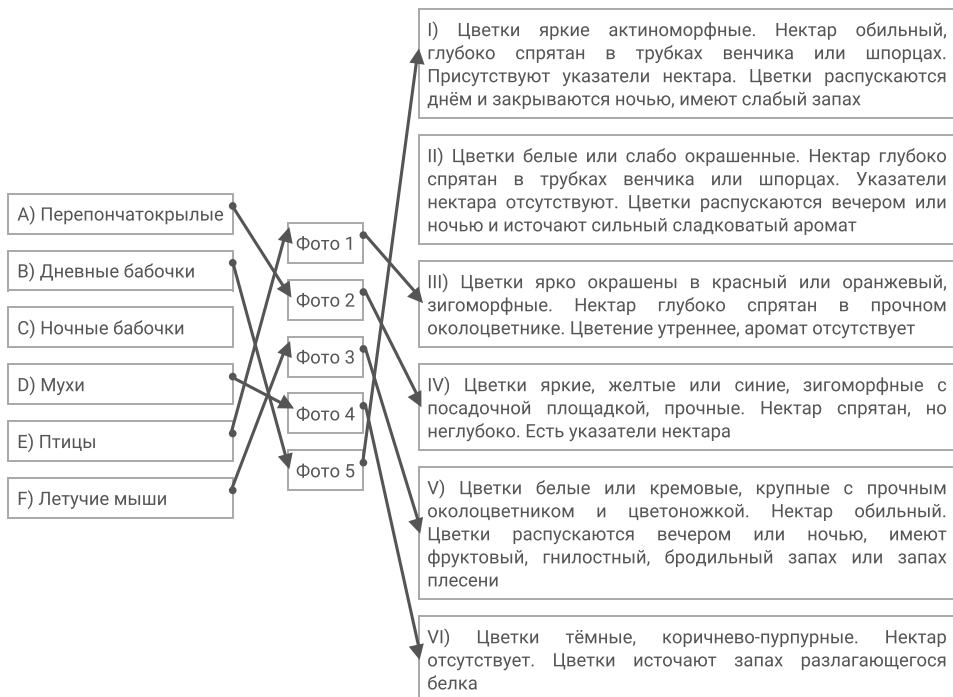 A) Перепончатокрылые
B) Дневные бабочки
C) Ночные бабочки
D) Мухи
E) Птицы
F) Летучие мыши
Фото 1
Фото 2
Фото 3
Фото 4
Фото 5
I) Цветки яркие актиноморфные. Нектар обильный,
глубоко спрятан в трубках венчика или шпорцах.
Присутствуют указатели нектара. Цветки распускаются
днём и закрываются ночью, имеют слабый запах
II) Цветки белые или слабо окрашенные. Нектар глубоко
спрятан в трубках венчика или шпорцах. Указатели
нектара отсутствуют. Цветки распускаются вечером или
ночью и источают сильный сладковатый аромат
III) Цветки ярко окрашены в красный или оранжевый,
зигоморфные. Нектар глубоко спрятан в прочном
околоцветнике. Цветение утреннее, аромат отсутствует
IV) Цветки яркие, желтые или синие, зигоморфные с
посадочной площадкой, прочные. Нектар спрятан, но
неглубоко. Есть указатели нектара
V) Цветки белые или кремовые, крупные с прочным
околоцветником и цветоножкой. Нектар обильный.
Цветки распускаются вечером или ночью, имеют
фруктовый, гнилостный, бродильный запах или запах
плесени
VI) Цветки тёмные, коричнево-пурпурные. Нектар
отсутствует. Цветки источают запах разлагающегося
белка